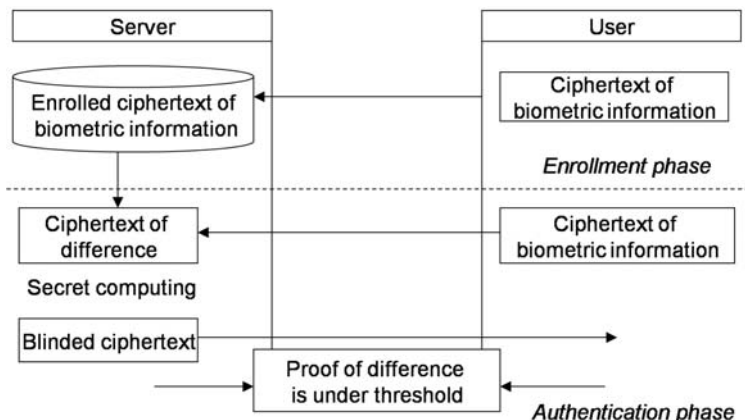 Server
User
Enrolled ciphertext of
biometric information
Ciphertext of
biometric information
Enrollment phase
Ciphertext of
difference
Ciphertext of
biometric information
Secret computing
Blinded ciphertext
Proof of difference
is under threshold
Authentication phase